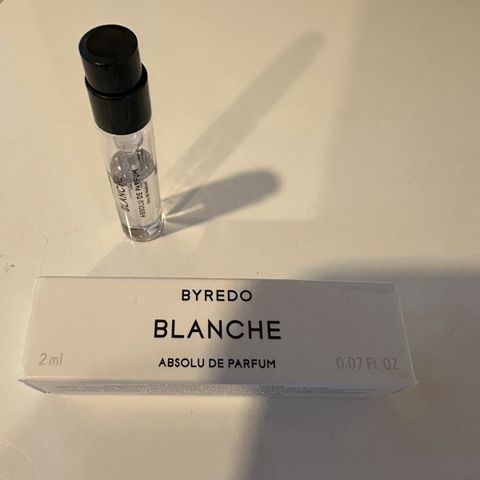 BLANCHE
ABSOLU DE PARFUM
BYREDO
BLANCHE
2 ml
ABSOLU DE PARFUM
0.07 FL OZ